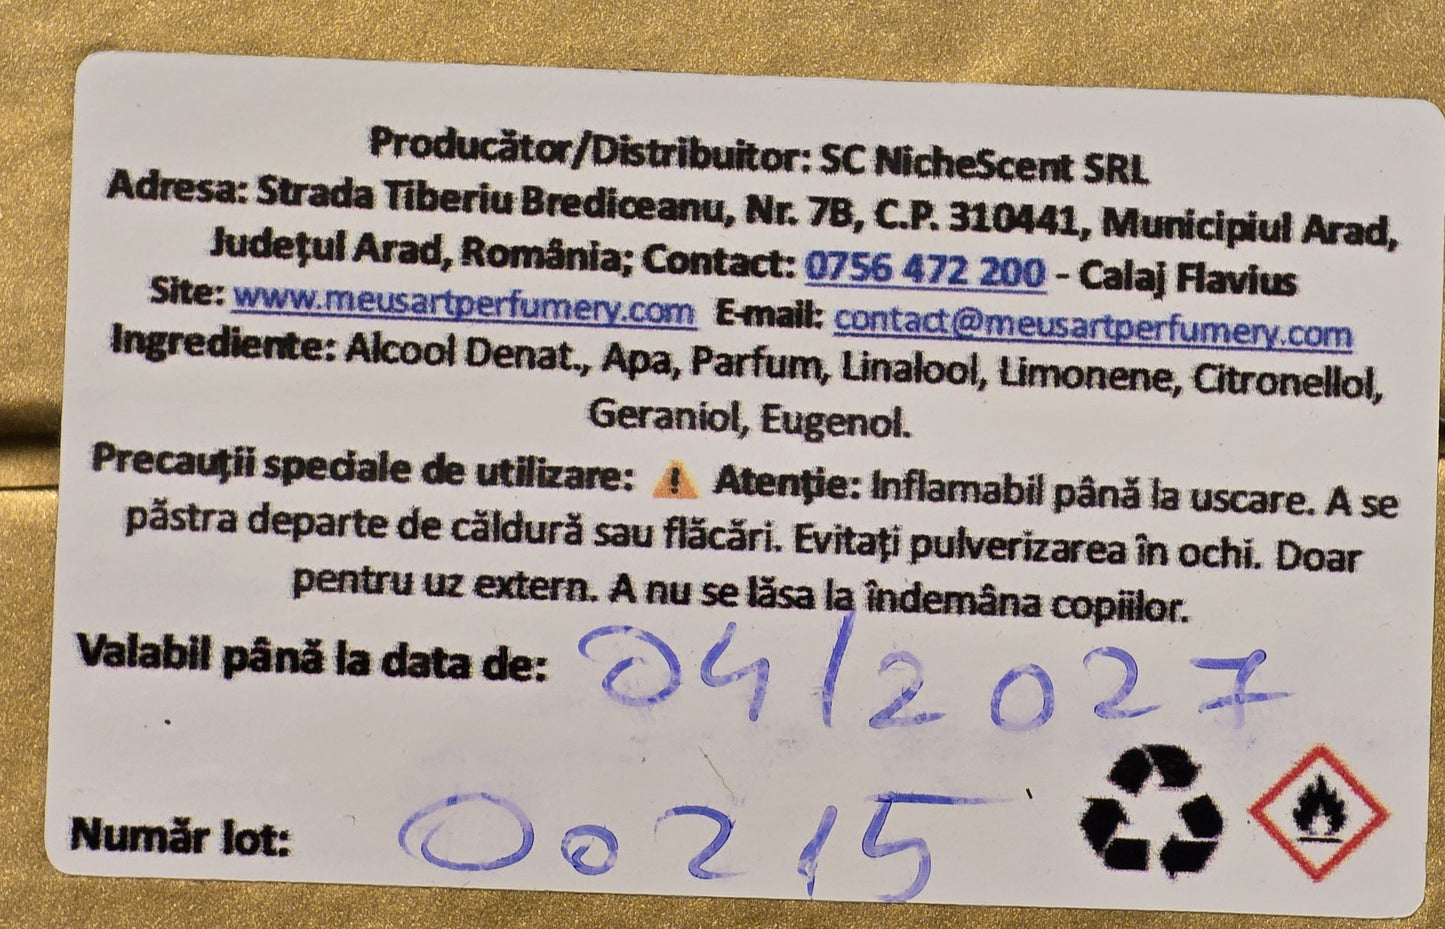 Producător/Distribuitor: SC NicheScent SRL
Adresa: Strada Tiberiu Brediceanu, Nr. 7B, C.P. 310441, Municipiul Arad,
Județul Arad, România; Contact: 0756 472 200 - Calaj Flavius
Site: www.meusartperfumery.com E-mail: contact@meusartperfumery.com
Ingrediente: Alcool Denat., Apa, Parfum, Linalool, Limonene, Citronellol,
Geraniol, Eugenol.
Precauții speciale de utilizare: ⚠ Atenție: Inflamabil până la uscare. A se
păstra departe de căldură sau flăcări. Evitați pulverizarea în ochi. Doar
pentru uz extern. A nu se lăsa la îndemâna copiilor.
Valabil până la data de: 04/2027
Număr lot: 00215